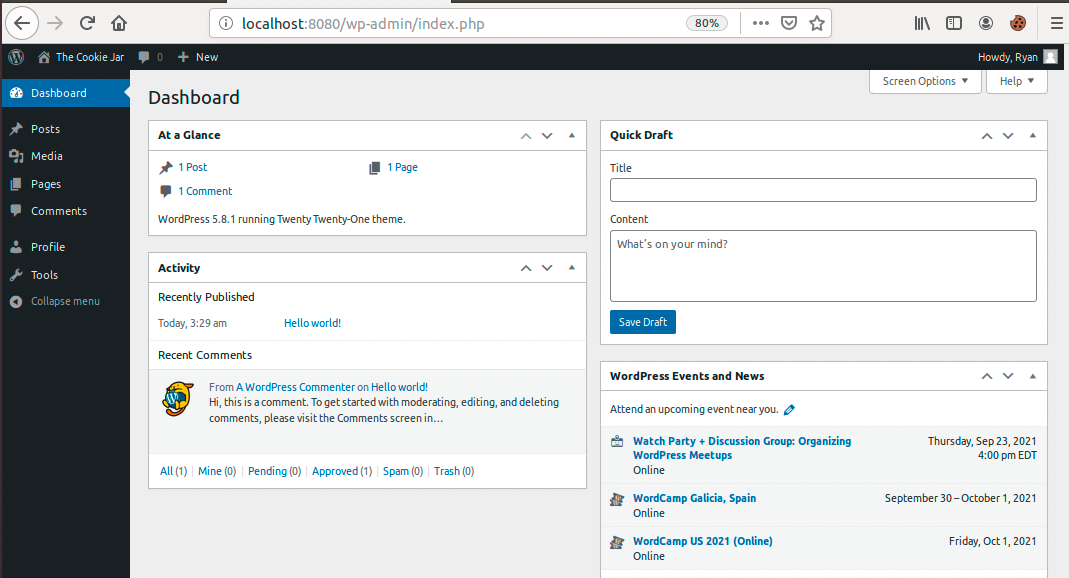 localhost:8080/wp-admin/index.php
80%
The Cookie Jar
0
New
Howdy, Ryan
Dashboard
Posts
Media
Pages
Comments
Profile
Tools
Collapse menu
Screen Options
Help
Dashboard
At a Glance
1 Post
1 Page
1 Comment
WordPress 5.8.1 running Twenty Twenty-One theme.
Activity
Recently Published
Today, 3:29 am
Hello world!
Recent Comments
From A WordPress Commenter on Hello world!
Hi, this is a comment. To get started with moderating, editing, and deleting
comments, please visit the Comments screen in…
All (1) | Mine (0) | Pending (0) | Approved (1) | Spam (0) | Trash (0)
Quick Draft
Title
Content
What's on your mind?
Save Draft
WordPress Events and News
Attend an upcoming event near you.
Watch Party + Discussion Group: Organizing
WordPress Meetups
Online
Thursday, Sep 23, 2021
4:00 pm EDT
WordCamp Galicia, Spain
Online
September 30 – October 1, 2021
WordCamp US 2021 (Online)
Online
Friday, Oct 1, 2021